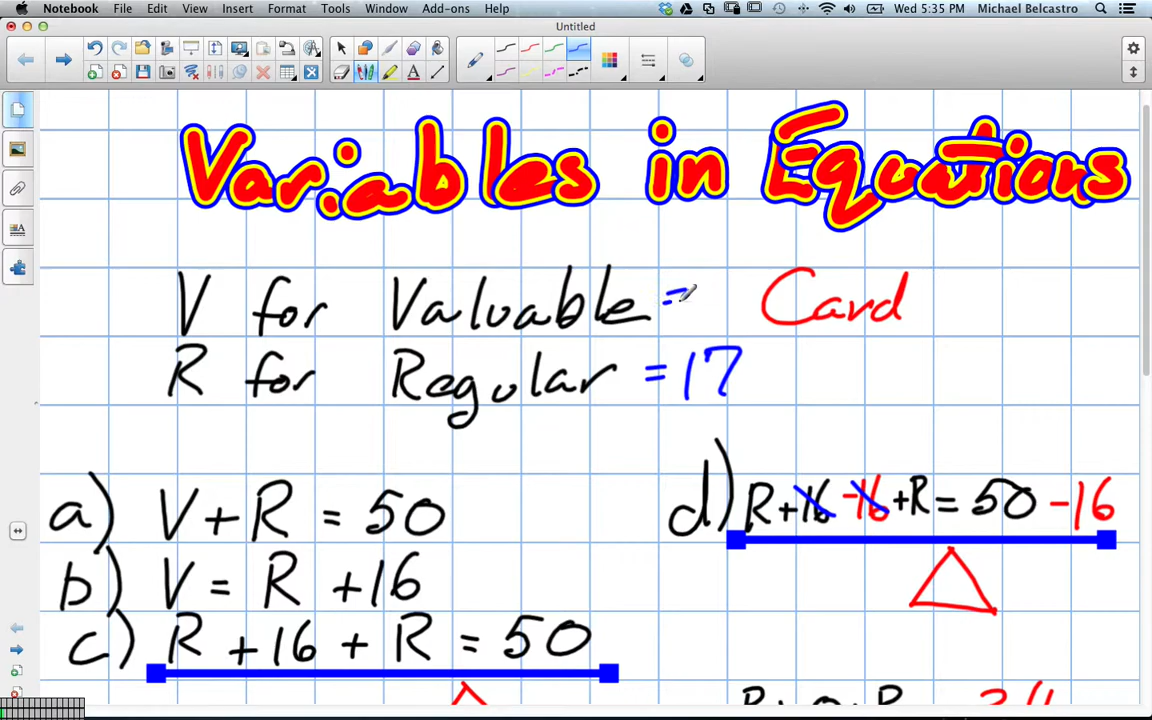 Notebook File Edit View Insert Format Tools Window Add-ons Help Wed 5:35 PM Michael Belcastro
Untitled
Variables in Equations
V for Valuable = Card
R for Regular = 17
a) V + R = 50
d) R + 16 - 16 + R = 50 - 16
b) V = R + 16
c) R + 16 + R = 50